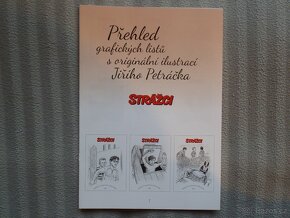 Přehled
grafických listů
s originální ilustrací
Jiřího Petráčka
STRÁŽCI
STRÁŽCI
STRÁŽCI
STRÁŽCI